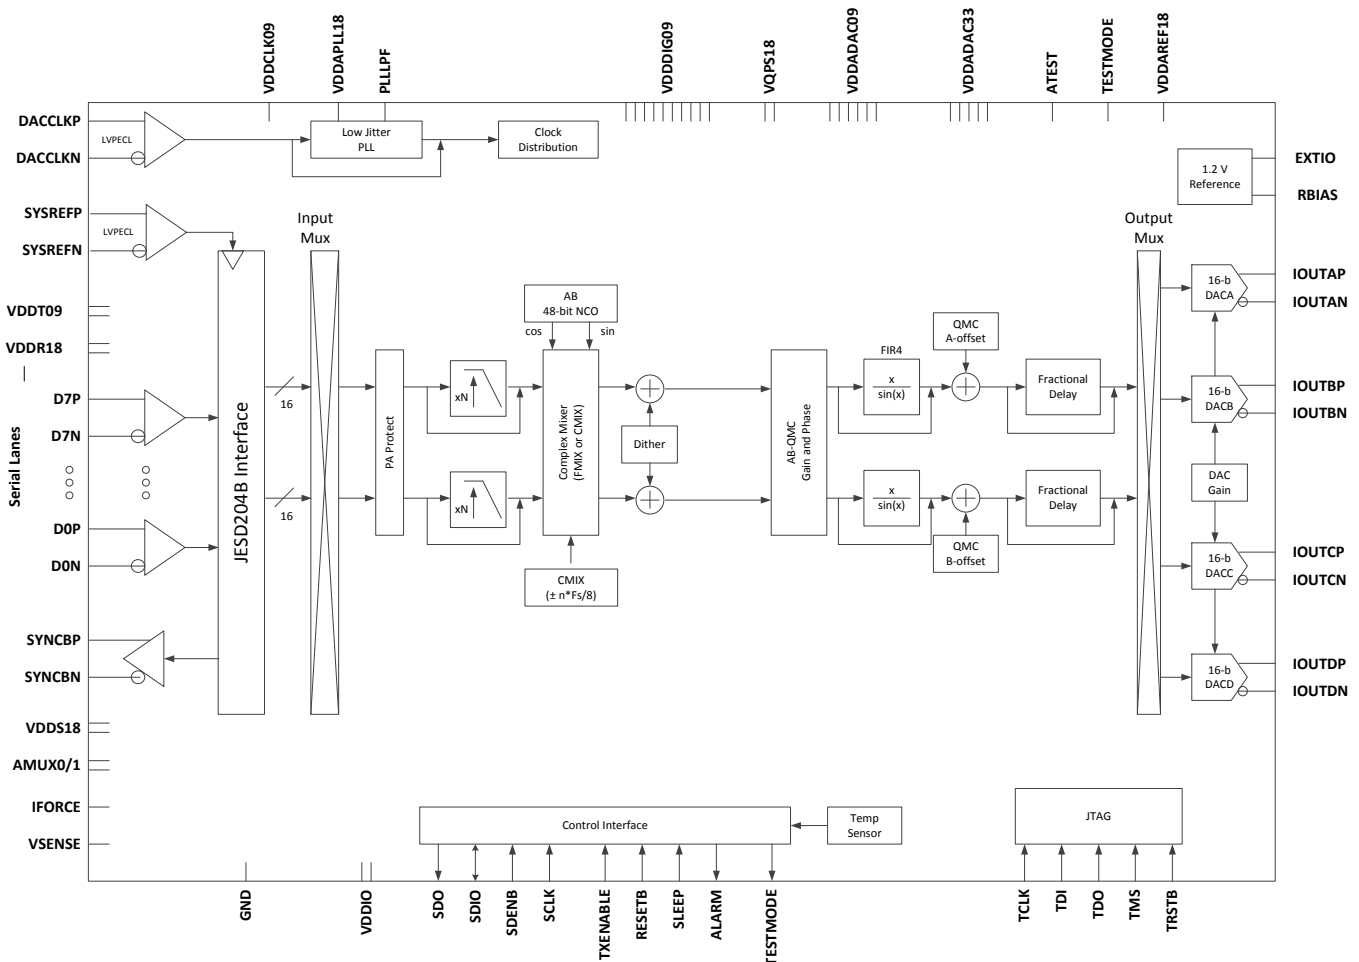 VDDCLK09
VDDAPLL18
PLLLPF
VDDDIG09
VQPS18
VDDADAC09
VDDADAC33
ATEST
TESTMODE
VDDAREF18
DACCLKP
DACCLKN
LVPECL
Low Jitter
PLL
Clock
Distribution
1.2 V
Reference
EXTIO
RBIAS
SYSREFP
SYSREFN
LVPECL
Input
Mux
Output
Mux
VDDT09
VDDR18
AB
48-bit NCO
cos
sin
QMC
A-offset
FIR4
16-b
DACA
IOUTAP
IOUTAN
Serial Lanes
D7P
D7N
D0P
D0N
JESD204B Interface
16
16
PA Protect
xN
xN
Complex Mixer
(FMIX or CMIX)
Dither
AB-QMC
Gain and Phase
x
sin(x)
x
sin(x)
Fractional
Delay
Fractional
Delay
16-b
DACB
IOUTBP
IOUTBN
DAC
Gain
CMIX
(± n*Fs/8)
QMC
B-offset
16-b
DACC
IOUTCP
IOUTCN
SYNCBP
SYNCBN
16-b
DACD
IOUTDP
IOUTDN
VDDS18
AMUX0/1
IFORCE
VSENSE
Control Interface
Temp
Sensor
JTAG
GND
VDDIO
SDO
SDIO
SDENB
SCLK
TXENABLE
RESETB
SLEEP
ALARM
TESTMODE
TCLK
TDI
TDO
TMS
TRSTB